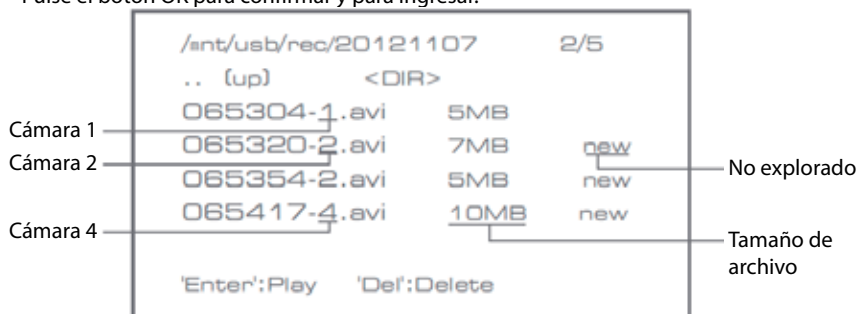 Pulse el botón OK para confirmar y para ingresar.
/mnt/usb/rec/20121107 2/5
.. (up) <DIR>
065304-1.avi 5MB
Cámara 1
065320-2.avi 7MB new
Cámara 2
No explorado
065354-2.avi 5MB new
065417-4.avi 10MB new
Cámara 4
Tamaño de
archivo
'Enter':Play 'Del':Delete